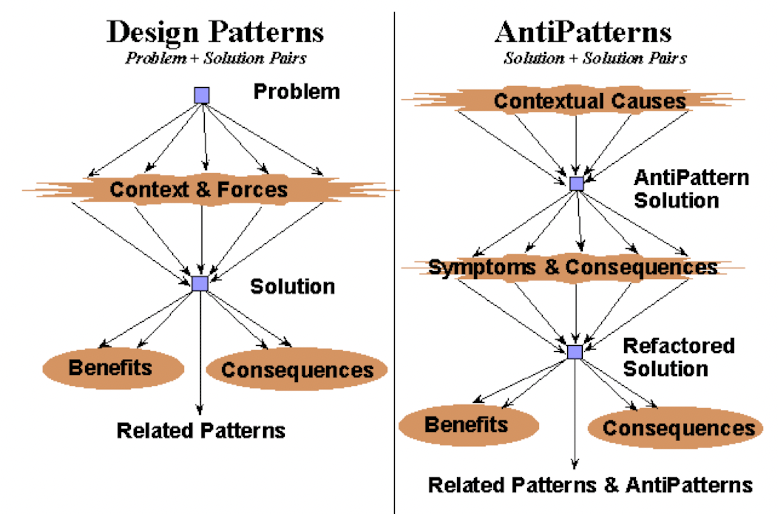 Design Patterns
Problem + Solution Pairs
Problem
Context & Forces
Solution
Benefits
Consequences
Related Patterns
AntiPatterns
Solution + Solution Pairs
Contextual Causes
AntiPattern
Solution
Symptoms & Consequences
Refactored
Solution
Benefits
Consequences
Related Patterns & AntiPatterns